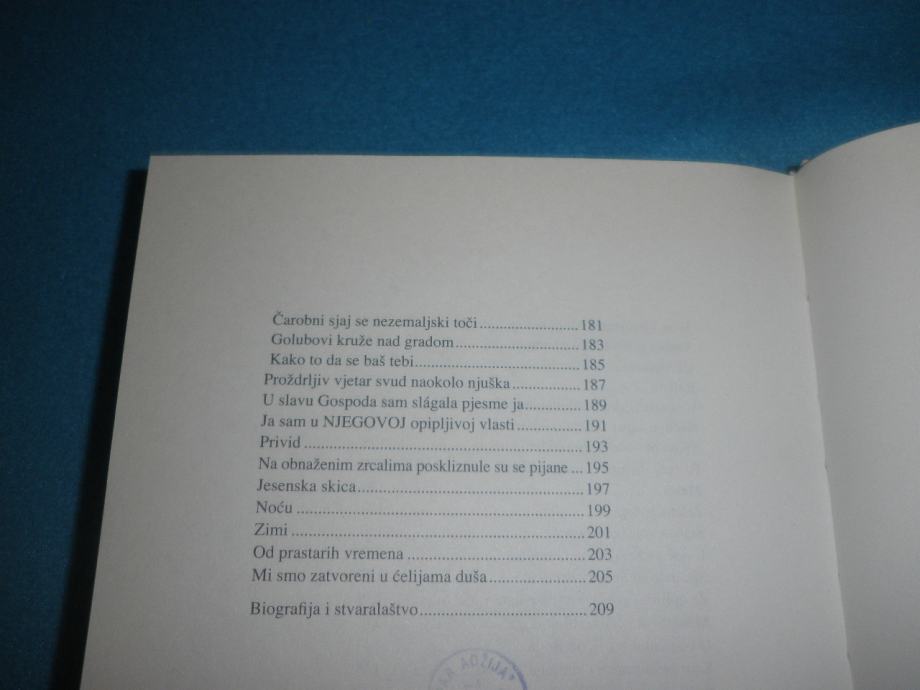 Čarobni sjaj se nezemaljski toči.........................181
Golubovi kruže nad gradom................................183
Kako to da se baš tebi..........................................185
Proždrljiv vjetar svud naokolo njuška..................187
U slavu Gospoda sam slágala pjesme ja..............189
Ja sam u NJEGOVOJ opipljivoj vlasti................191
Privid.....................................................................193
Na obnaženim zrcalima poskliznule su se pijane ...195
Jesenska skica.........................................................197
Noću.......................................................................199
Zimi........................................................................201
Od prastarih vremena ............................................203
Mi smo zatvoreni u ćelijama duša.........................205
Biografija i stvaralaštvo..........................................209
ADŽIJA"